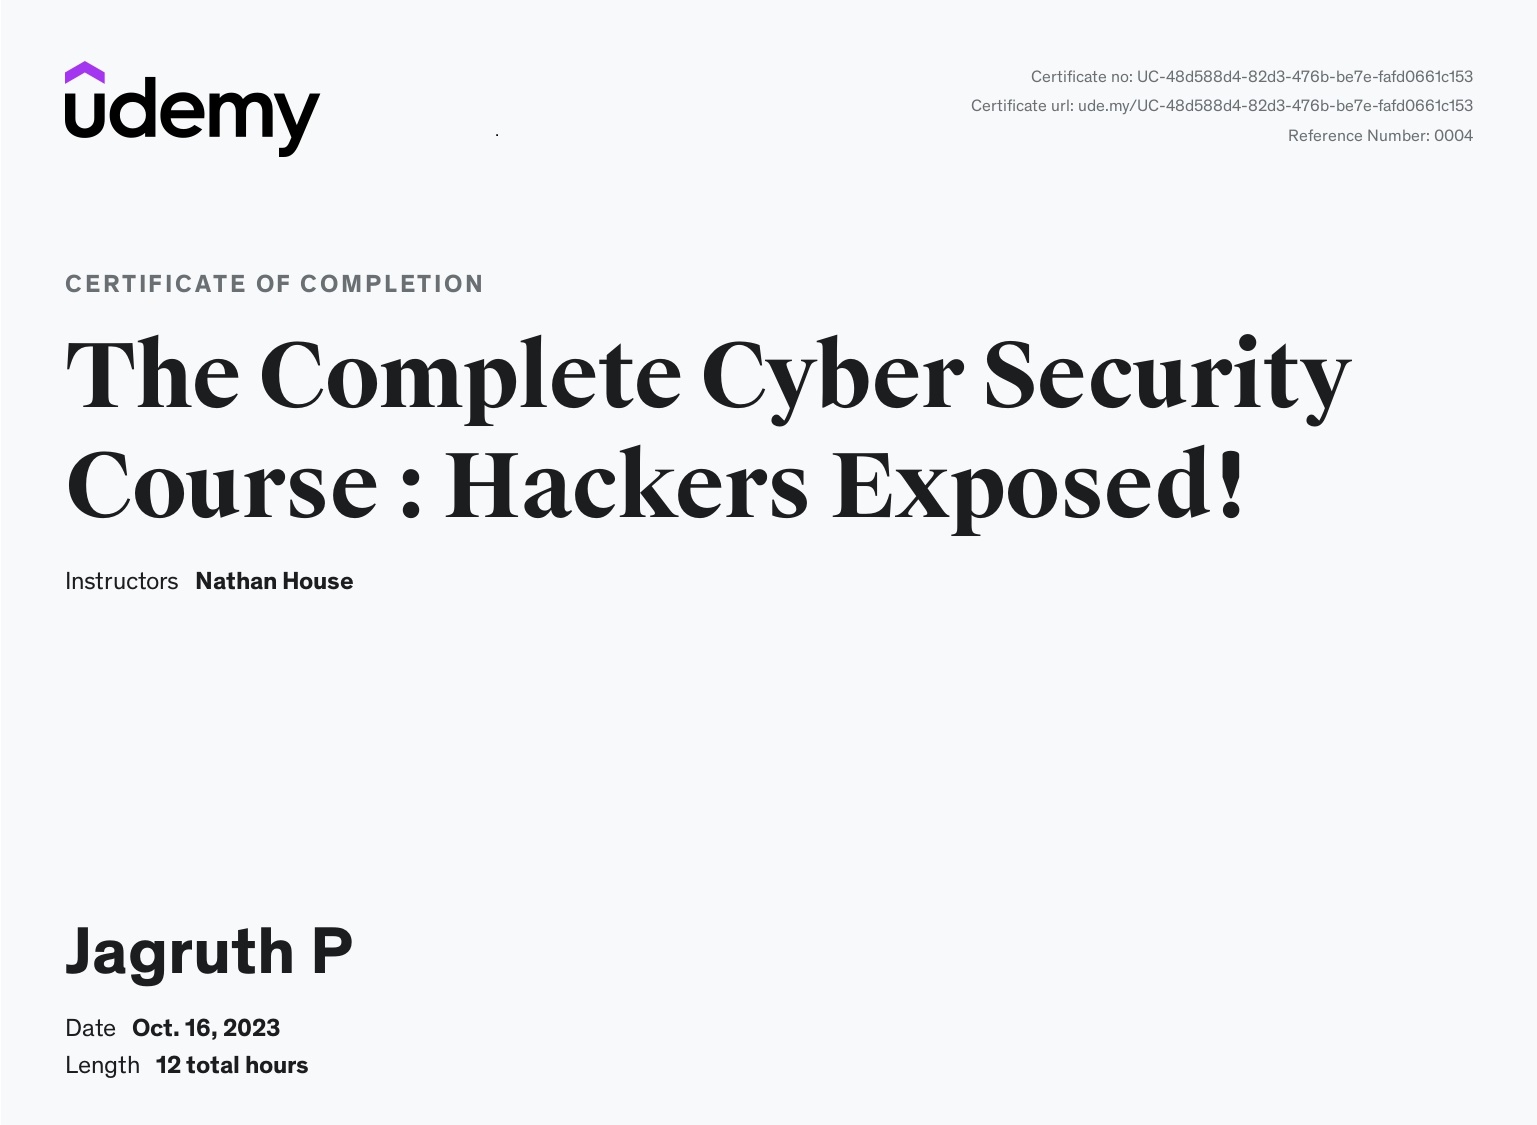 udemy
Certificate no: UC-48d588d4-82d3-476b-be7e-fafd0661c153
Certificate url: ude.my/UC-48d588d4-82d3-476b-be7e-fafd0661c153
Reference Number: 0004
CERTIFICATE OF COMPLETION
The Complete Cyber Security
Course : Hackers Exposed!
Instructors Nathan House
Jagruth P
Date Oct. 16, 2023
Length 12 total hours